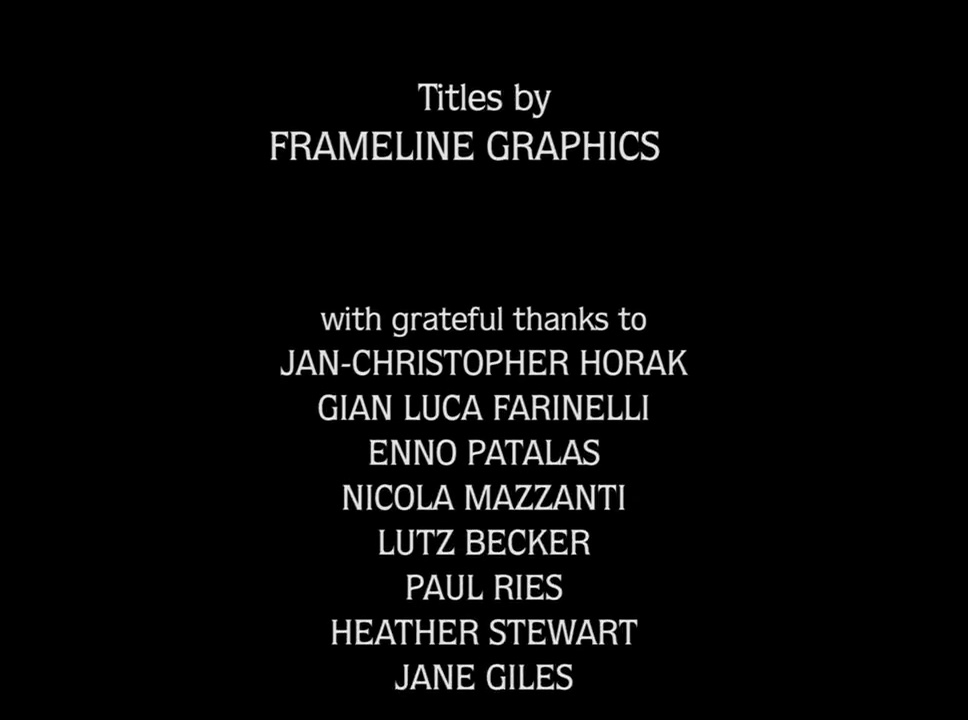 Titles by
FRAMELINE GRAPHICS
with grateful thanks to
JAN-CHRISTOPHER HORAK
GIAN LUCA FARINELLI
ENNO PATALAS
NICOLA MAZZANTI
LUTZ BECKER
PAUL RIES
HEATHER STEWART
JANE GILES